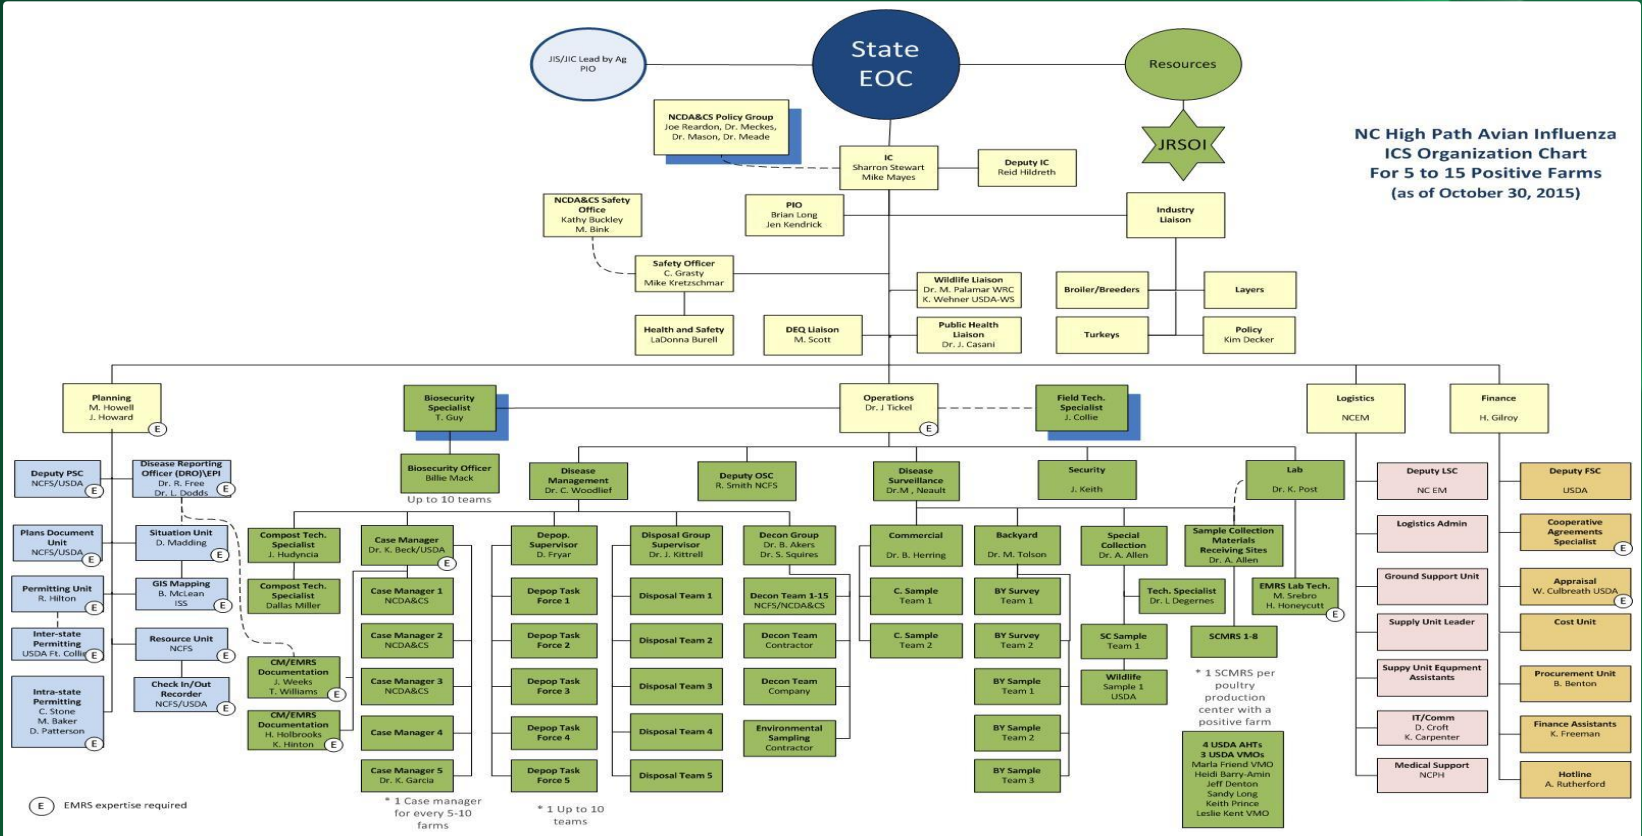 State
EOC
JIS/JIC Lead by Ag
PIO
Resources
JRSOI
NC High Path Avian Influenza
ICS Organization Chart
For 5 to 15 Positive Farms
(as of October 30, 2015)
NCDA&CS Policy Group
Joe Reardon, Dr. Meckes,
Dr. Mason, Dr. Meade
IC
Sharron Stewart
Mike Mayes
Deputy IC
Reid Hildreth
NCDA&CS Safety
Office
Kathy Buckley
M. Bink
PIO
Brian Long
Jen Kendrick
Industry
Liaison
Safety Officer
C. Grasty
Mike Kretzschmar
Wildlife Liaison
Dr. M. Palamar WRC
K. Wehner USDA-WS
Broiler/Breeders
Layers
Health and Safety
LaDonna Burell
DEQ Liaison
M. Scott
Public Health
Liaison
Dr. J. Casani
Turkeys
Policy
Kim Decker
Planning
M. Howell
J. Howard
E
Biosecurity
Specialist
T. Guy
Operations
Dr. J Tickel
E
Field Tech.
Specialist
J. Collie
Logistics
NCEM
Finance
H. Gilroy
Deputy PSC
NCFS/USDA
E
Disease Reporting
Officer (DRO)\EPI
Dr. R. Free
Dr. L. Dodds
E
Biosecurity Officer
Billie Mack
Up to 10 teams
Disease
Management
Dr. C. Woodlief
Deputy OSC
R. Smith NCFS
Disease
Surveillance
Dr.M , Neault
Security
J. Keith
Lab
Dr. K. Post
Deputy LSC
NC EM
Deputy FSC
USDA
Plans Document
Unit
NCFS/USDA
E
Situation Unit
D. Madding
E
Compost Tech.
Specialist
J. Hudyncia
Case Manager
Dr. K. Beck/USDA
E
Depop.
Supervisor
D. Fryar
Disposal Group
Supervisor
Dr. J. Kittrell
Decon Group
Dr. B. Akers
Dr. S. Squires
Commercial
Dr. B. Herring
Backyard
Dr. M. Tolson
Special
Collection
Dr. A. Allen
Sample Collection
Materials
Receiving Sites
Dr. A. Allen
Logistics Admin
Cooperative
Agreements
Specialist
E
Permitting Unit
R. Hilton
GIS Mapping
B. McLean
ISS
E
Compost Tech.
Specialist
Dallas Miller
Case Manager 1
NCDA&CS
Depop Task
Force 1
Disposal Team 1
Decon Team 1-15
NCFS/NCDA&CS
C. Sample
Team 1
BY Survey
Team 1
Tech. Specialist
Dr. L Degernes
EMRS Lab Tech.
M. Srebro
H. Honeycutt
E
Ground Support Unit
Appraisal
W. Culbreath USDA
E
Inter-state
Permitting
USDA Ft. Collins
E
Resource Unit
NCFS
E
Case Manager 2
NCDA&CS
Depop Task
Force 2
Disposal Team 2
Decon Team
Contractor
C. Sample
Team 2
BY Survey
Team 2
SC Sample
Team 1
SCMRS 1-8
Supply Unit Leader
Cost Unit
Intra-state
Permitting
C. Stone
M. Baker
D. Patterson
E
Check In/Out
Recorder
NCFS/USDA
E
CM/EMRS
Documentation
J. Weeks
T. Williams
E
Case Manager 3
NCDA&CS
Depop Task
Force 3
Disposal Team 3
Decon Team
Company
BY Sample
Team 1
Wildlife
Sample 1
USDA
* 1 SCMRS per
poultry
production
center with a
positive farm
Suppy Unit Equpment
Assistants
Procurement Unit
B. Benton
CM/EMRS
Documentation
H. Holbrooks
K. Hinton
E
Case Manager 4
Depop Task
Force 4
Disposal Team 4
Environmental
Sampling
Contractor
BY Sample
Team 2
IT/Comm
D. Croft
K. Carpenter
Finance Assistants
K. Freeman
Case Manager 5
Dr. K. Garcia
Depop Task
Force 5
Disposal Team 5
BY Sample
Team 3
4 USDA AHTs
3 USDA VMOs
Marla Friend VMO
Heidi Barry-Amin
Jeff Denton
Sandy Long
Keith Prince
Leslie Kent VMO
Medical Support
NCPH
Hotline
A. Rutherford
* 1 Case manager
for every 5-10
farms
* 1 Up to 10
teams
E EMRS expertise required